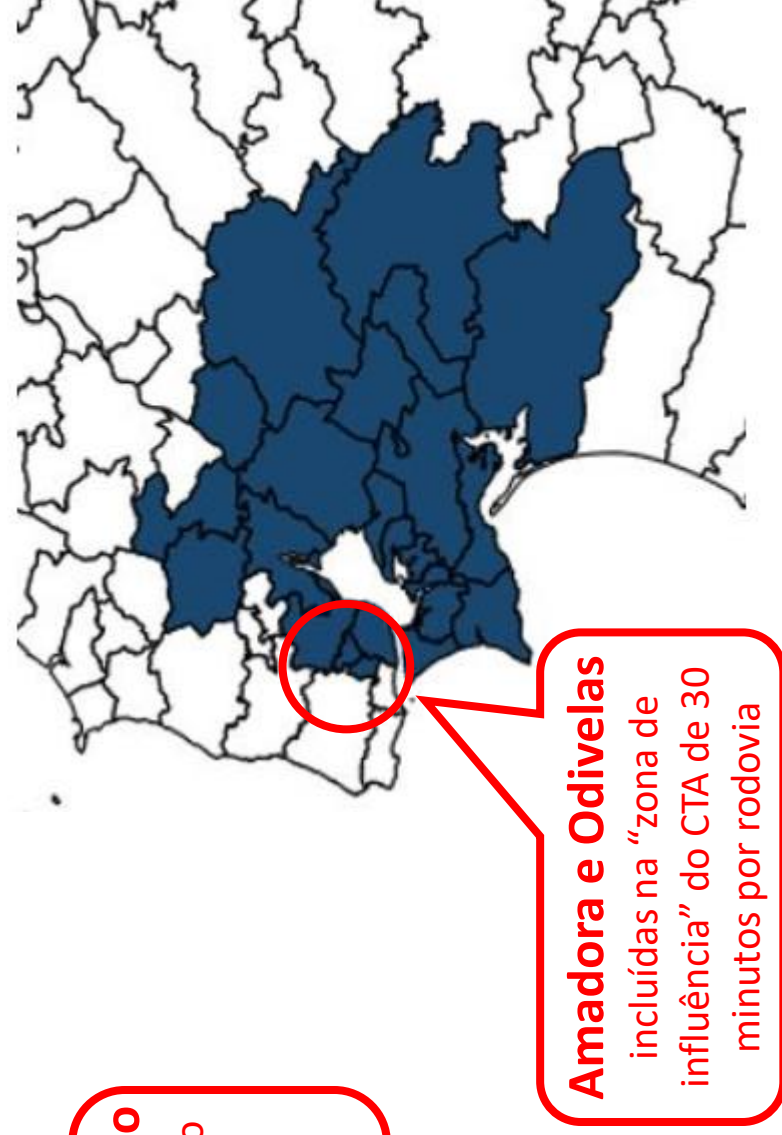 Amadora e Odivelas
incluídas na “zona de
influência” do CTA de 30
minutos por rodovia
o
o